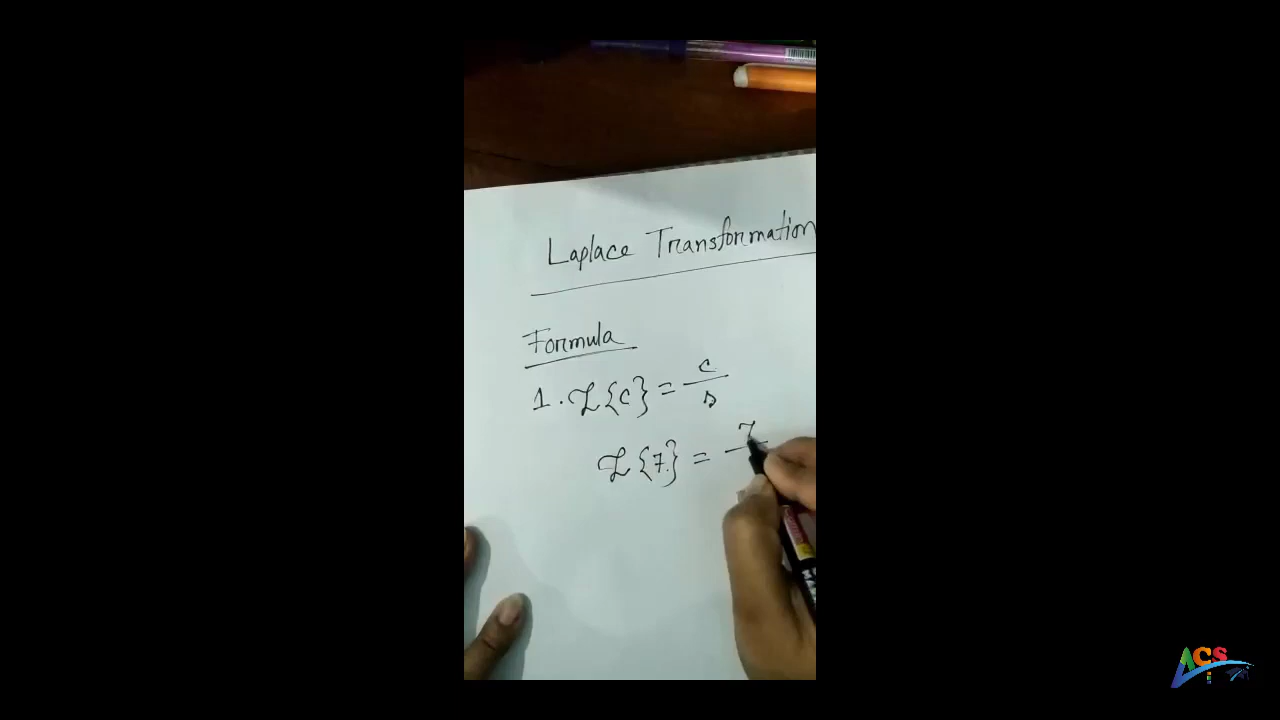 Laplace Transformation
Formula
1. ℒ{c} = c/s
ℒ{7} = 7/
ACS